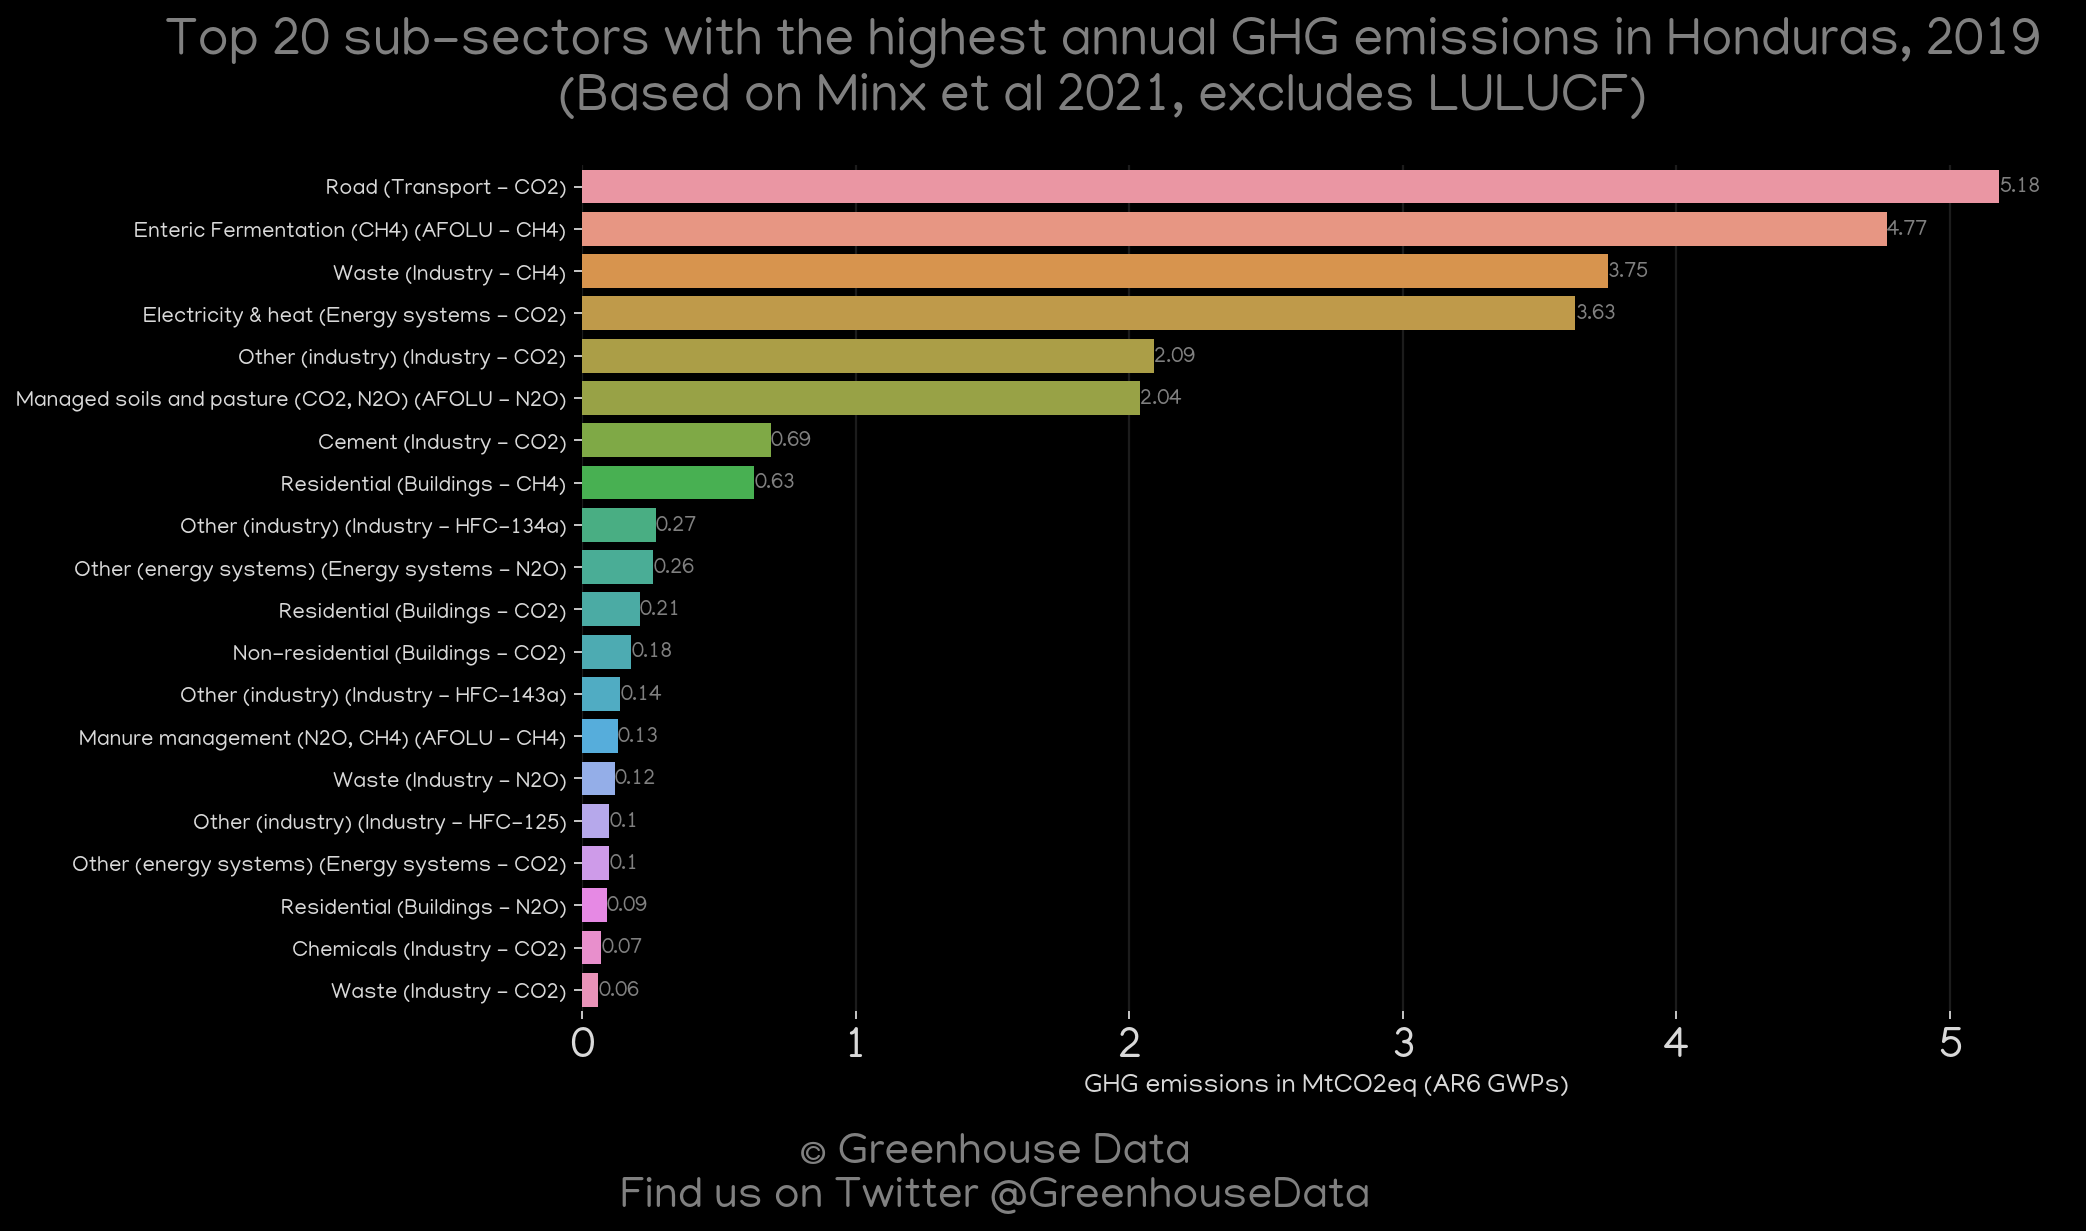 Top 20 sub-sectors with the highest annual GHG emissions in Honduras, 2019
(Based on Minx et al 2021, excludes LULUCF)
Road (Transport - CO2) 5.18
Enteric Fermentation (CH4) (AFOLU - CH4) 4.77
Waste (Industry - CH4) 3.75
Electricity & heat (Energy systems - CO2) 3.63
Other (industry) (Industry - CO2) 2.09
Managed soils and pasture (CO2, N2O) (AFOLU - N2O) 2.04
Cement (Industry - CO2) 0.69
Residential (Buildings - CH4) 0.63
Other (industry) (Industry - HFC-134a) 0.27
Other (energy systems) (Energy systems - N2O) 0.26
Residential (Buildings - CO2) 0.21
Non-residential (Buildings - CO2) 0.18
Other (industry) (Industry - HFC-143a) 0.14
Manure management (N2O, CH4) (AFOLU - CH4) 0.13
Waste (Industry - N2O) 0.12
Other (industry) (Industry - HFC-125) 0.1
Other (energy systems) (Energy systems - CO2) 0.1
Residential (Buildings - N2O) 0.09
Chemicals (Industry - CO2) 0.07
Waste (Industry - CO2) 0.06
0 1 2 3 4 5
GHG emissions in MtCO2eq (AR6 GWPs)
© Greenhouse Data
Find us on Twitter @GreenhouseData